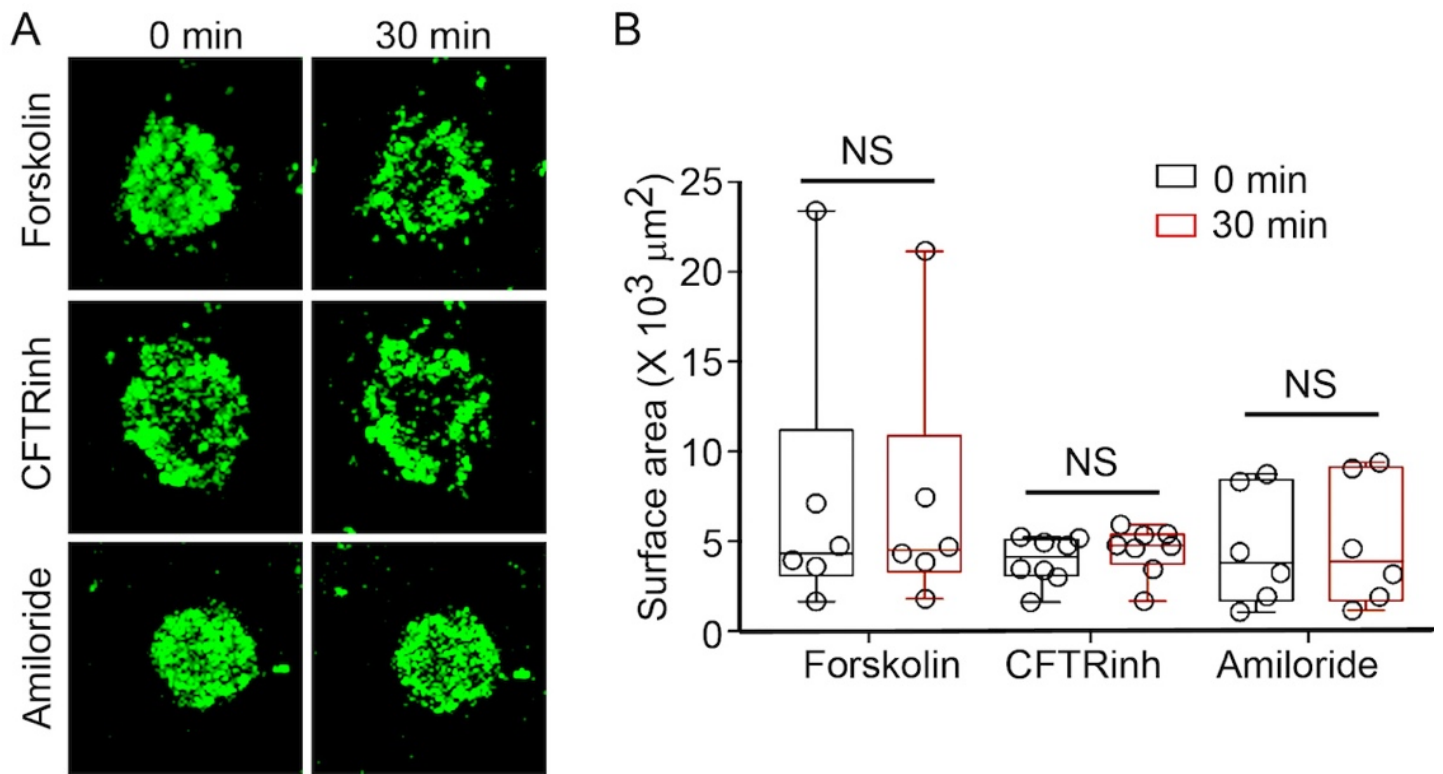 A
0 min 30 min
Forskolin
CFTRinh
Amiloride
B
Surface area (X 10³ μm²)
25
20
15
10
5
0
NS
NS
NS
0 min
30 min
Forskolin CFTRinh Amiloride